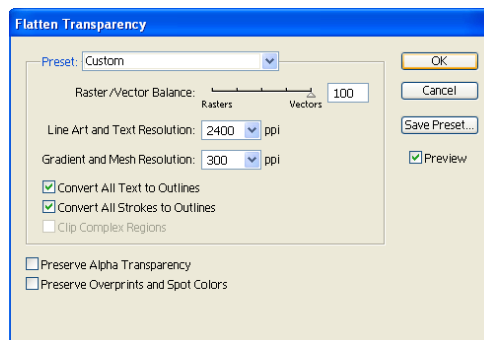 Flatten Transparency
Preset: Custom
OK
Raster/Vector Balance: 100
Rasters Vectors
Cancel
Line Art and Text Resolution: 2400 ppi
Save Preset...
Gradient and Mesh Resolution: 300 ppi
Preview
Convert All Text to Outlines
Convert All Strokes to Outlines
Clip Complex Regions
Preserve Alpha Transparency
Preserve Overprints and Spot Colors